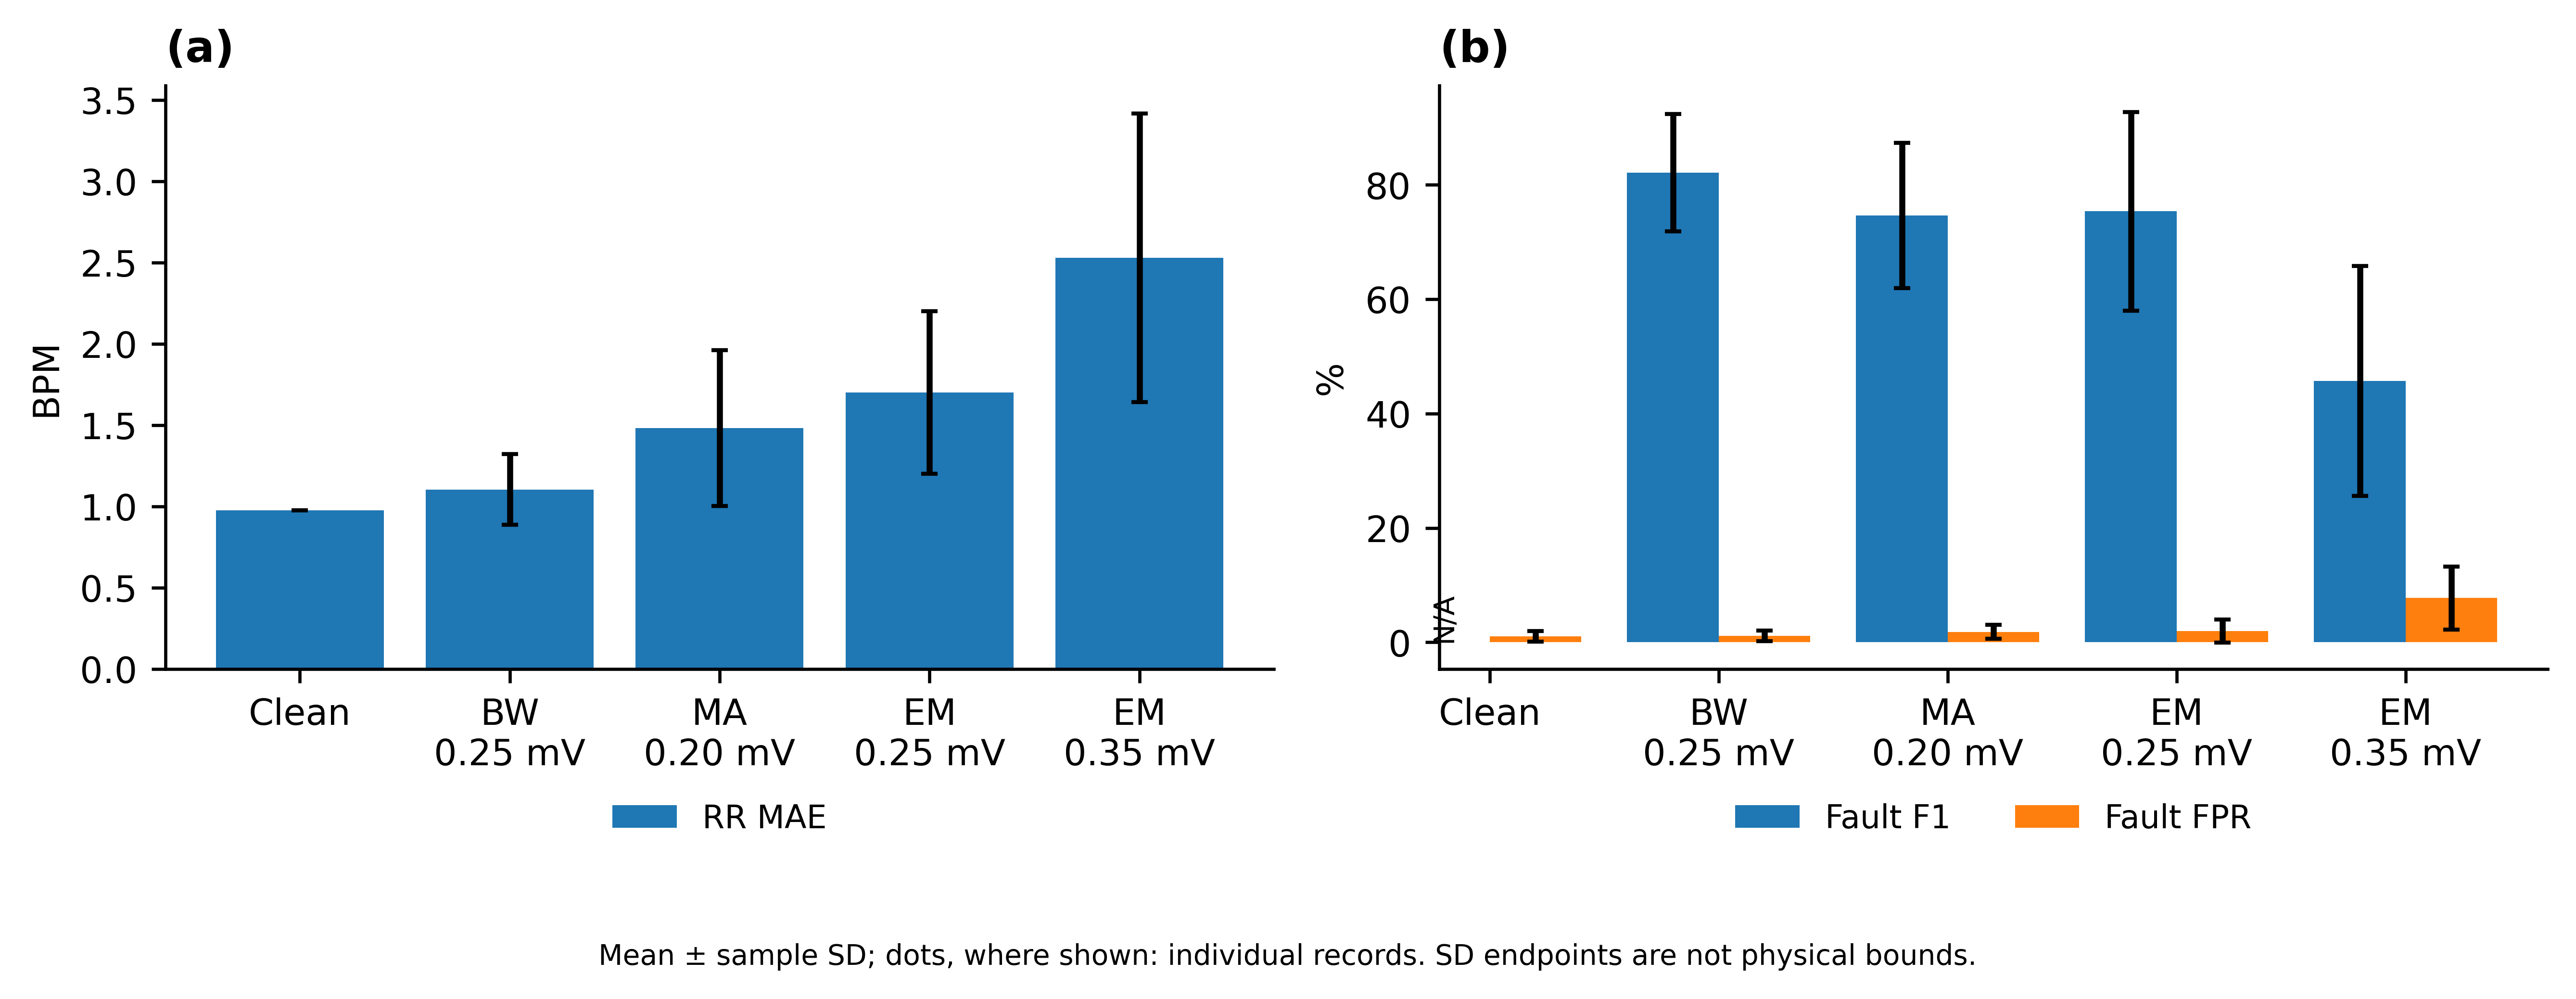 (a)
3.5
3.0
2.5
2.0
1.5
1.0
0.5
0.0
BPM
Clean
BW
0.25 mV
MA
0.20 mV
EM
0.25 mV
EM
0.35 mV
RR MAE
(b)
80
60
40
20
0
%
N/A
Clean
BW
0.25 mV
MA
0.20 mV
EM
0.25 mV
EM
0.35 mV
Fault F1
Fault FPR
Mean ± sample SD; dots, where shown: individual records. SD endpoints are not physical bounds.